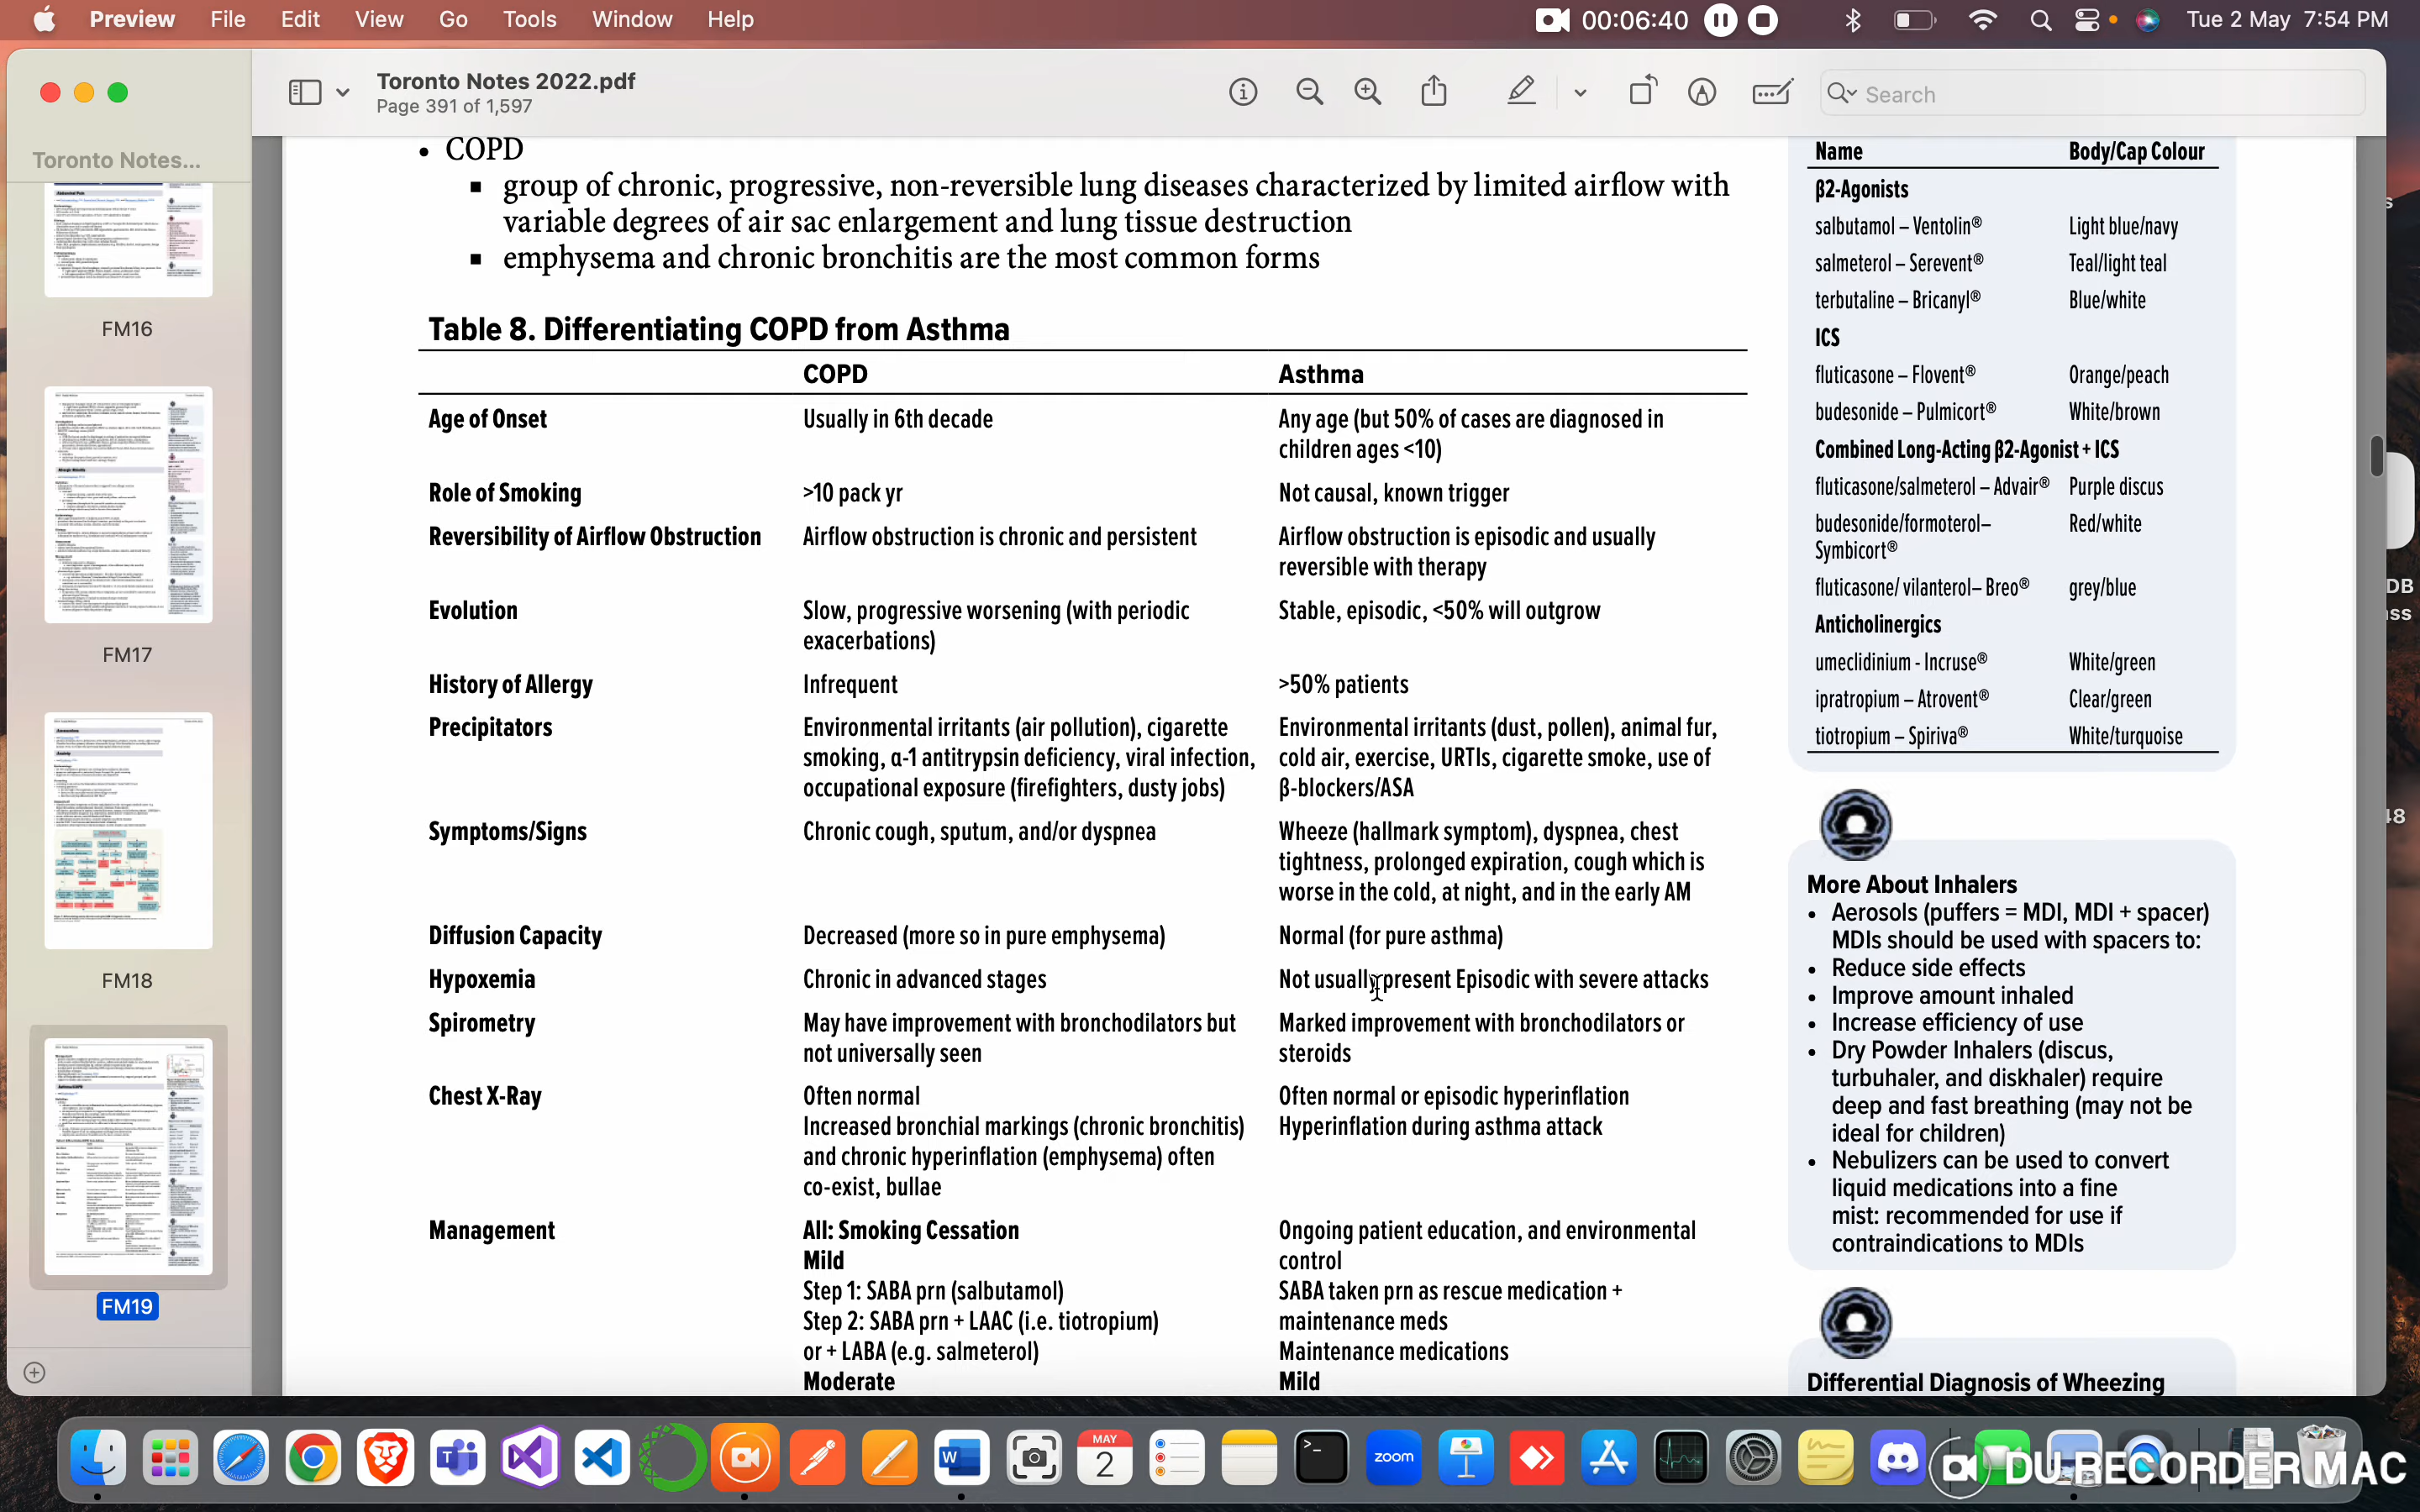 Preview File Edit View Go Tools Window Help
00:06:40
Tue 2 May 7:54 PM
Toronto Notes 2022.pdf
Page 391 of 1,597
Search
Toronto Notes...
FM16
FM17
FM18
FM19
• COPD
▪ group of chronic, progressive, non-reversible lung diseases characterized by limited airflow with
variable degrees of air sac enlargement and lung tissue destruction
▪ emphysema and chronic bronchitis are the most common forms
Table 8. Differentiating COPD from Asthma
COPD Asthma
Age of Onset Usually in 6th decade Any age (but 50% of cases are diagnosed in
children ages <10)
Role of Smoking >10 pack yr Not causal, known trigger
Reversibility of Airflow Obstruction Airflow obstruction is chronic and persistent Airflow obstruction is episodic and usually
reversible with therapy
Evolution Slow, progressive worsening (with periodic Stable, episodic, <50% will outgrow
exacerbations)
History of Allergy Infrequent >50% patients
Precipitators Environmental irritants (air pollution), cigarette Environmental irritants (dust, pollen), animal fur,
smoking, α-1 antitrypsin deficiency, viral infection, cold air, exercise, URTIs, cigarette smoke, use of
occupational exposure (firefighters, dusty jobs) β-blockers/ASA
Symptoms/Signs Chronic cough, sputum, and/or dyspnea Wheeze (hallmark symptom), dyspnea, chest
tightness, prolonged expiration, cough which is
worse in the cold, at night, and in the early AM
Diffusion Capacity Decreased (more so in pure emphysema) Normal (for pure asthma)
Hypoxemia Chronic in advanced stages Not usually present Episodic with severe attacks
Spirometry May have improvement with bronchodilators but Marked improvement with bronchodilators or
not universally seen steroids
Chest X-Ray Often normal Often normal or episodic hyperinflation
Increased bronchial markings (chronic bronchitis) Hyperinflation during asthma attack
and chronic hyperinflation (emphysema) often
co-exist, bullae
Management All: Smoking Cessation Ongoing patient education, and environmental
Mild control
Step 1: SABA prn (salbutamol) SABA taken prn as rescue medication +
Step 2: SABA prn + LAAC (i.e. tiotropium) maintenance meds
or + LABA (e.g. salmeterol) Maintenance medications
Moderate Mild
Name Body/Cap Colour
β2-Agonists
salbutamol – Ventolin® Light blue/navy
salmeterol – Serevent® Teal/light teal
terbutaline – Bricanyl® Blue/white
ICS
fluticasone – Flovent® Orange/peach
budesonide – Pulmicort® White/brown
Combined Long-Acting β2-Agonist + ICS
fluticasone/salmeterol – Advair® Purple discus
budesonide/formoterol– Red/white
Symbicort®
fluticasone/ vilanterol– Breo® grey/blue
Anticholinergics
umeclidinium - Incruse® White/green
ipratropium – Atrovent® Clear/green
tiotropium – Spiriva® White/turquoise
More About Inhalers
• Aerosols (puffers = MDI, MDI + spacer)
MDIs should be used with spacers to:
• Reduce side effects
• Improve amount inhaled
• Increase efficiency of use
• Dry Powder Inhalers (discus,
turbuhaler, and diskhaler) require
deep and fast breathing (may not be
ideal for children)
• Nebulizers can be used to convert
liquid medications into a fine
mist: recommended for use if
contraindications to MDIs
Differential Diagnosis of Wheezing
DB
MAY
2
zoom
DU RECORDER MAC